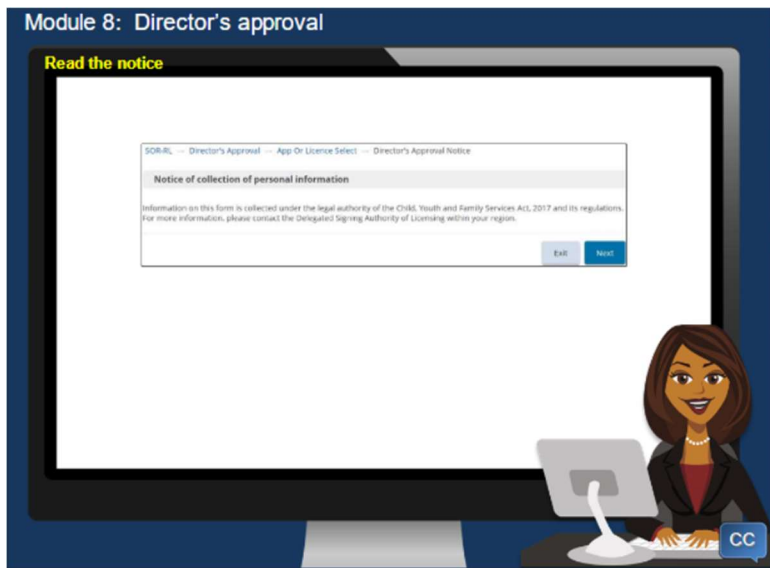 Module 8: Director's approval
Read the notice
SOR-RL — Director's Approval — App Or Licence Select — Director's Approval Notice
Notice of collection of personal information
Information on this form is collected under the legal authority of the Child, Youth and Family Services Act, 2017 and its regulations.
For more information, please contact the Delegated Signing Authority of Licensing within your region.
Exit Next
CC